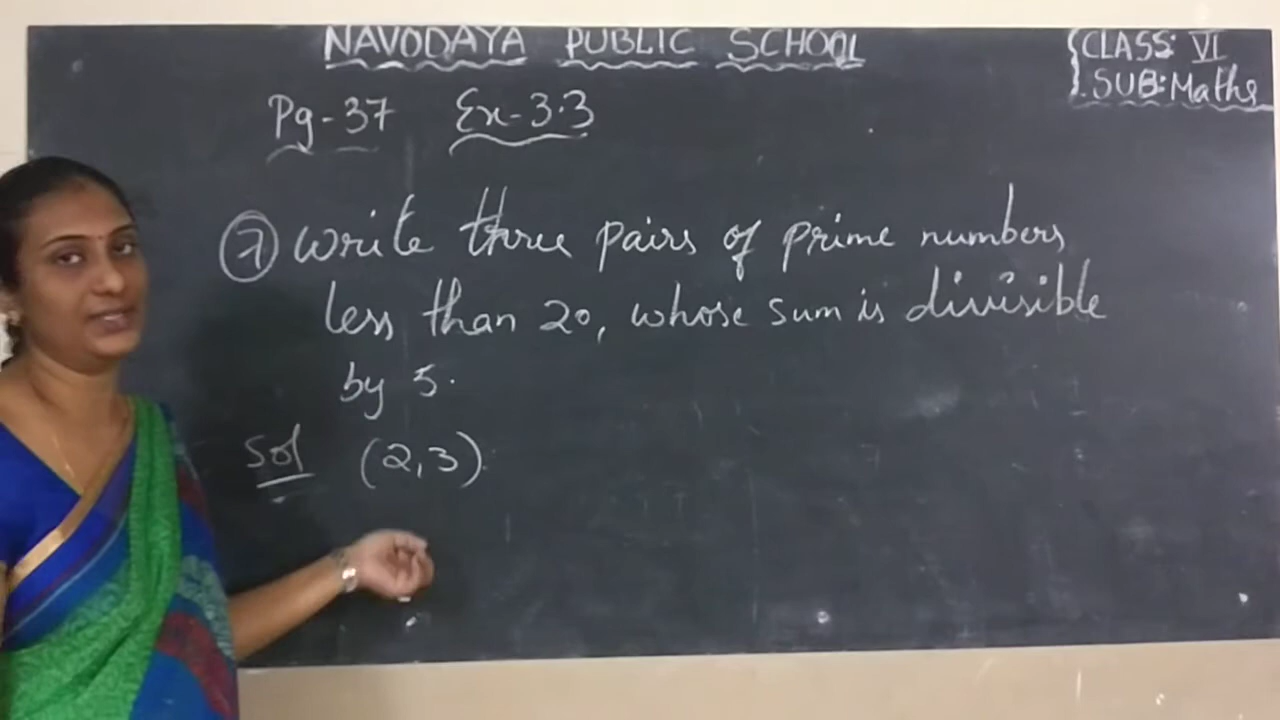 NAVODAYA PUBLIC SCHOOL
CLASS: VI
SUB: Maths
Pg-37 Ex-3.3
7 Write three pairs of prime numbers
less than 20, whose sum is divisible
by 5.
Sol (2,3)